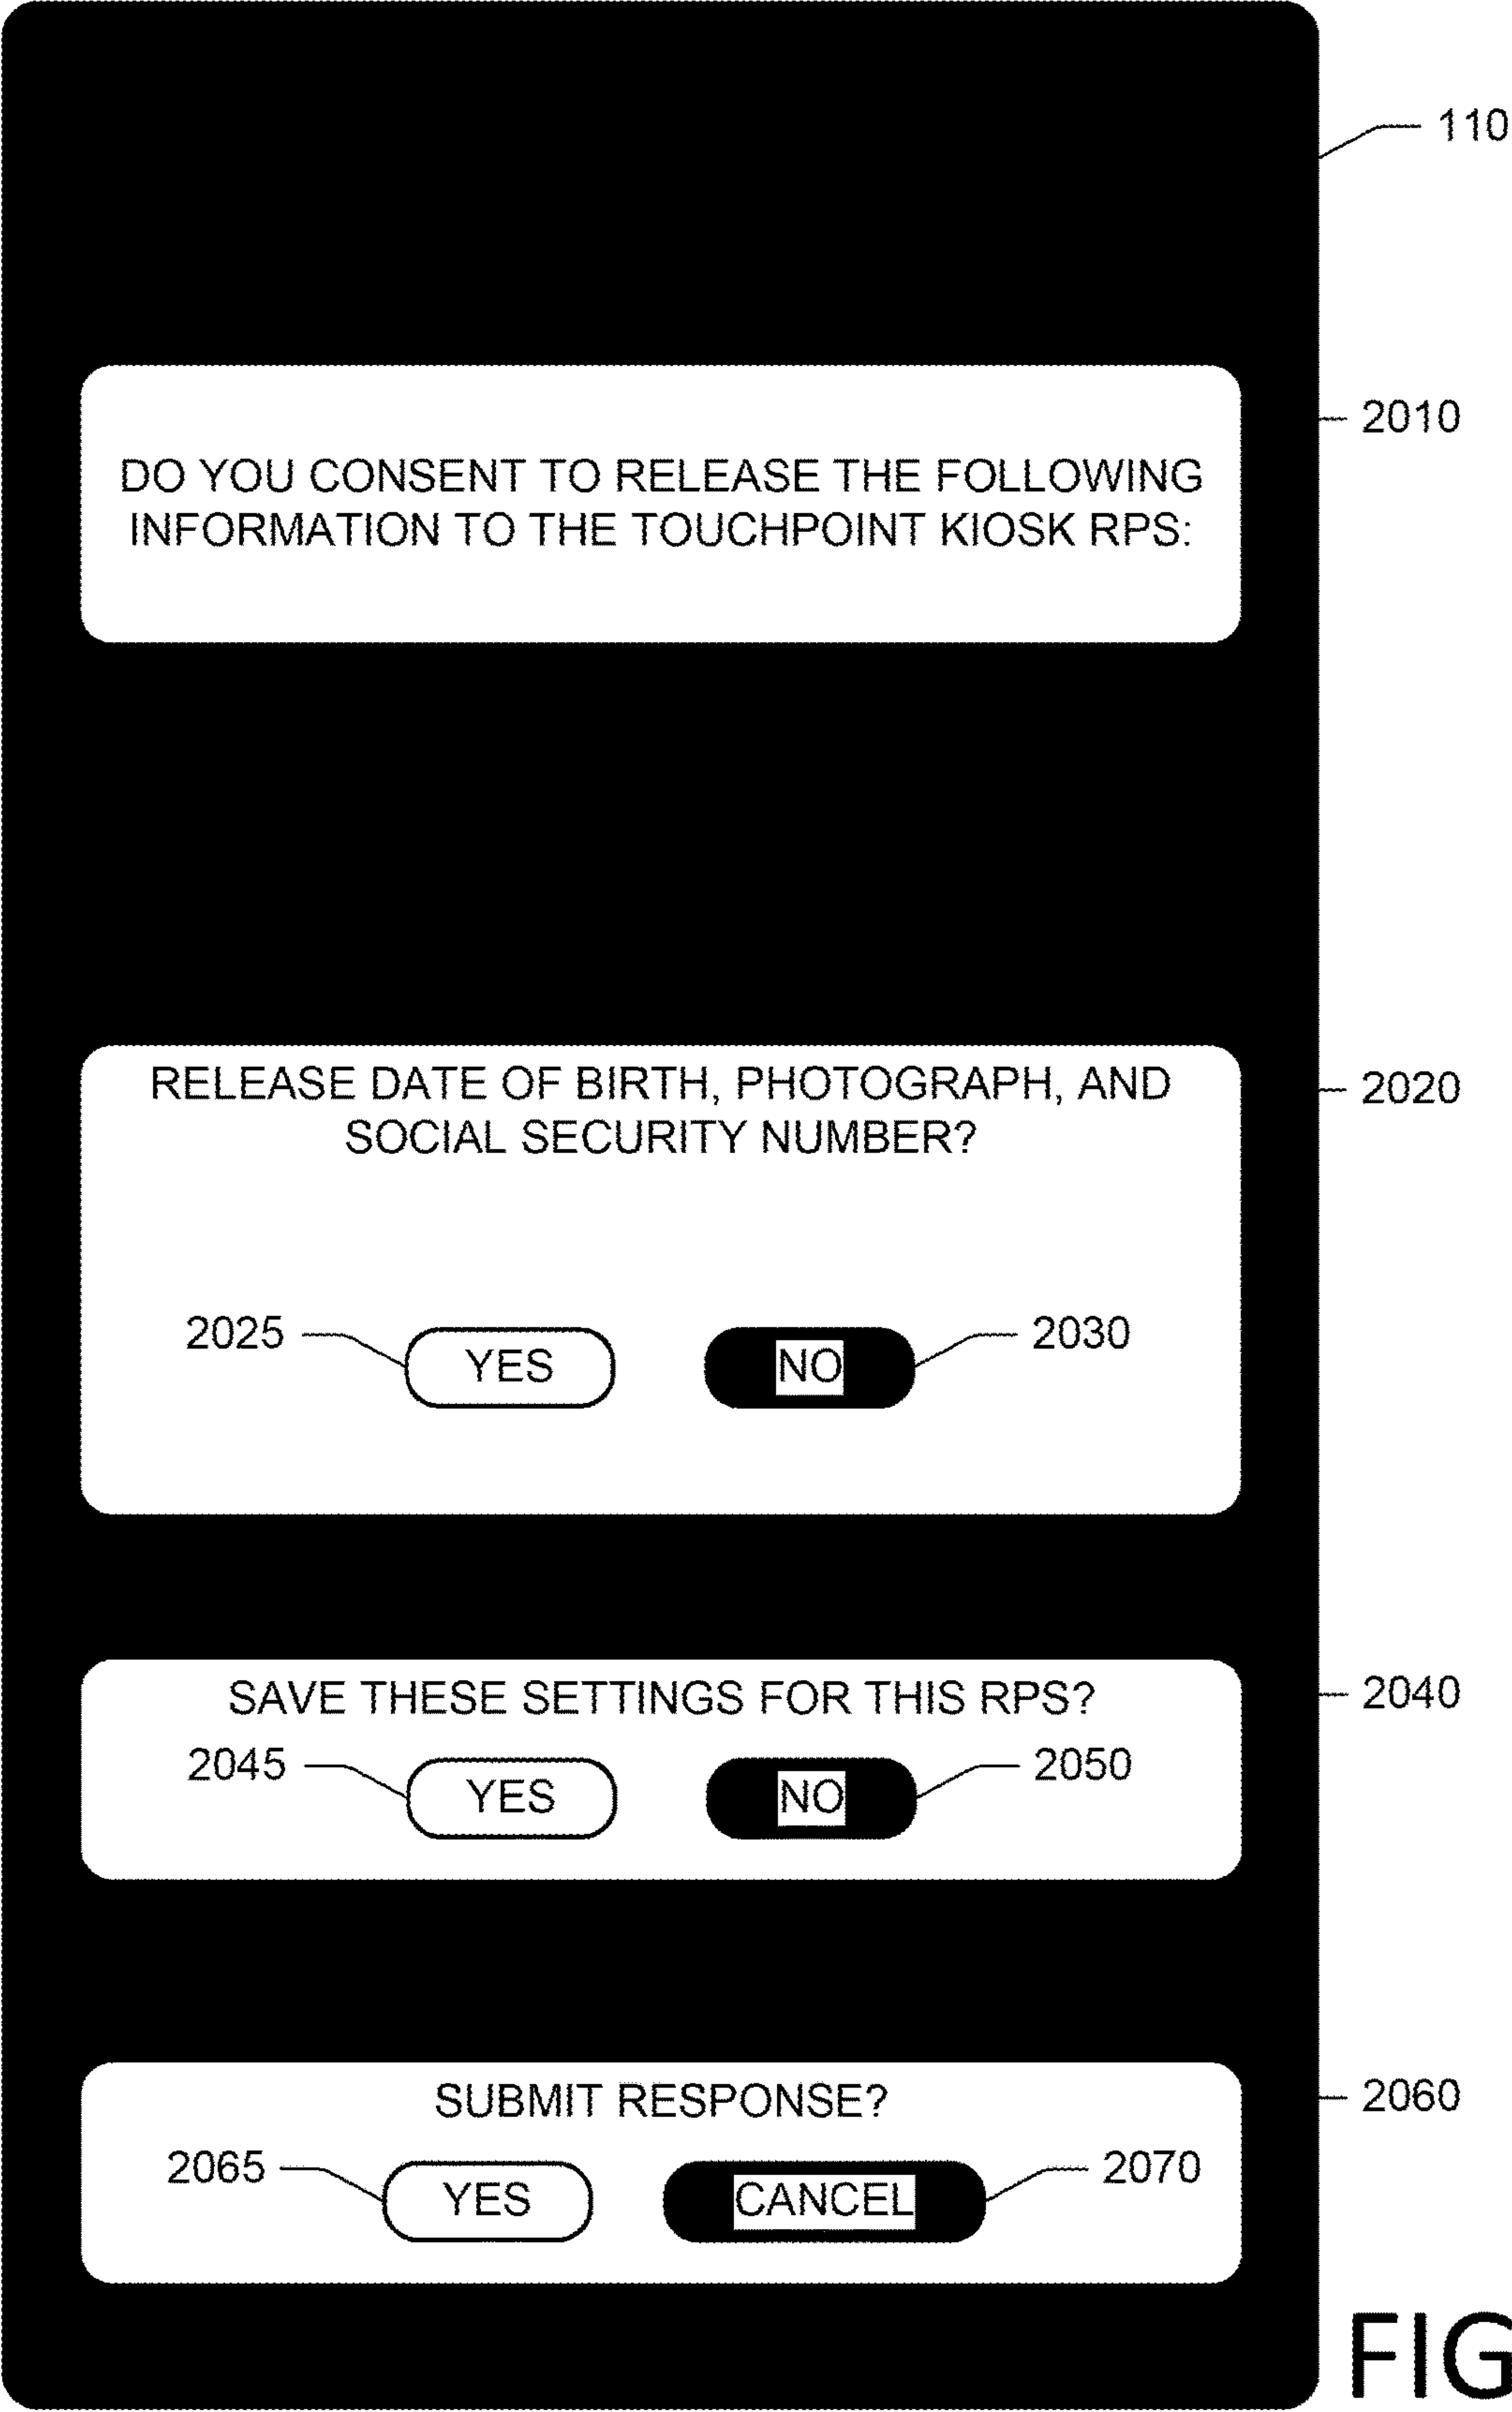 110
2010
DO YOU CONSENT TO RELEASE THE FOLLOWING
INFORMATION TO THE TOUCHPOINT KIOSK RPS:
2020
RELEASE DATE OF BIRTH, PHOTOGRAPH, AND
SOCIAL SECURITY NUMBER?
2025 YES NO 2030
2040
SAVE THESE SETTINGS FOR THIS RPS?
2045 YES NO 2050
2060
SUBMIT RESPONSE?
2065 YES CANCEL 2070
FIG